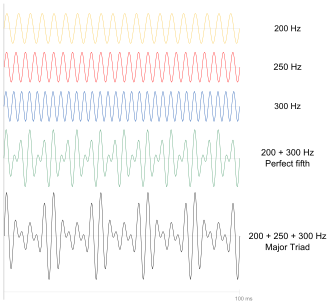 200 Hz
250 Hz
300 Hz
200 + 300 Hz
Perfect fifth
200 + 250 + 300 Hz
Major Triad
100 ms